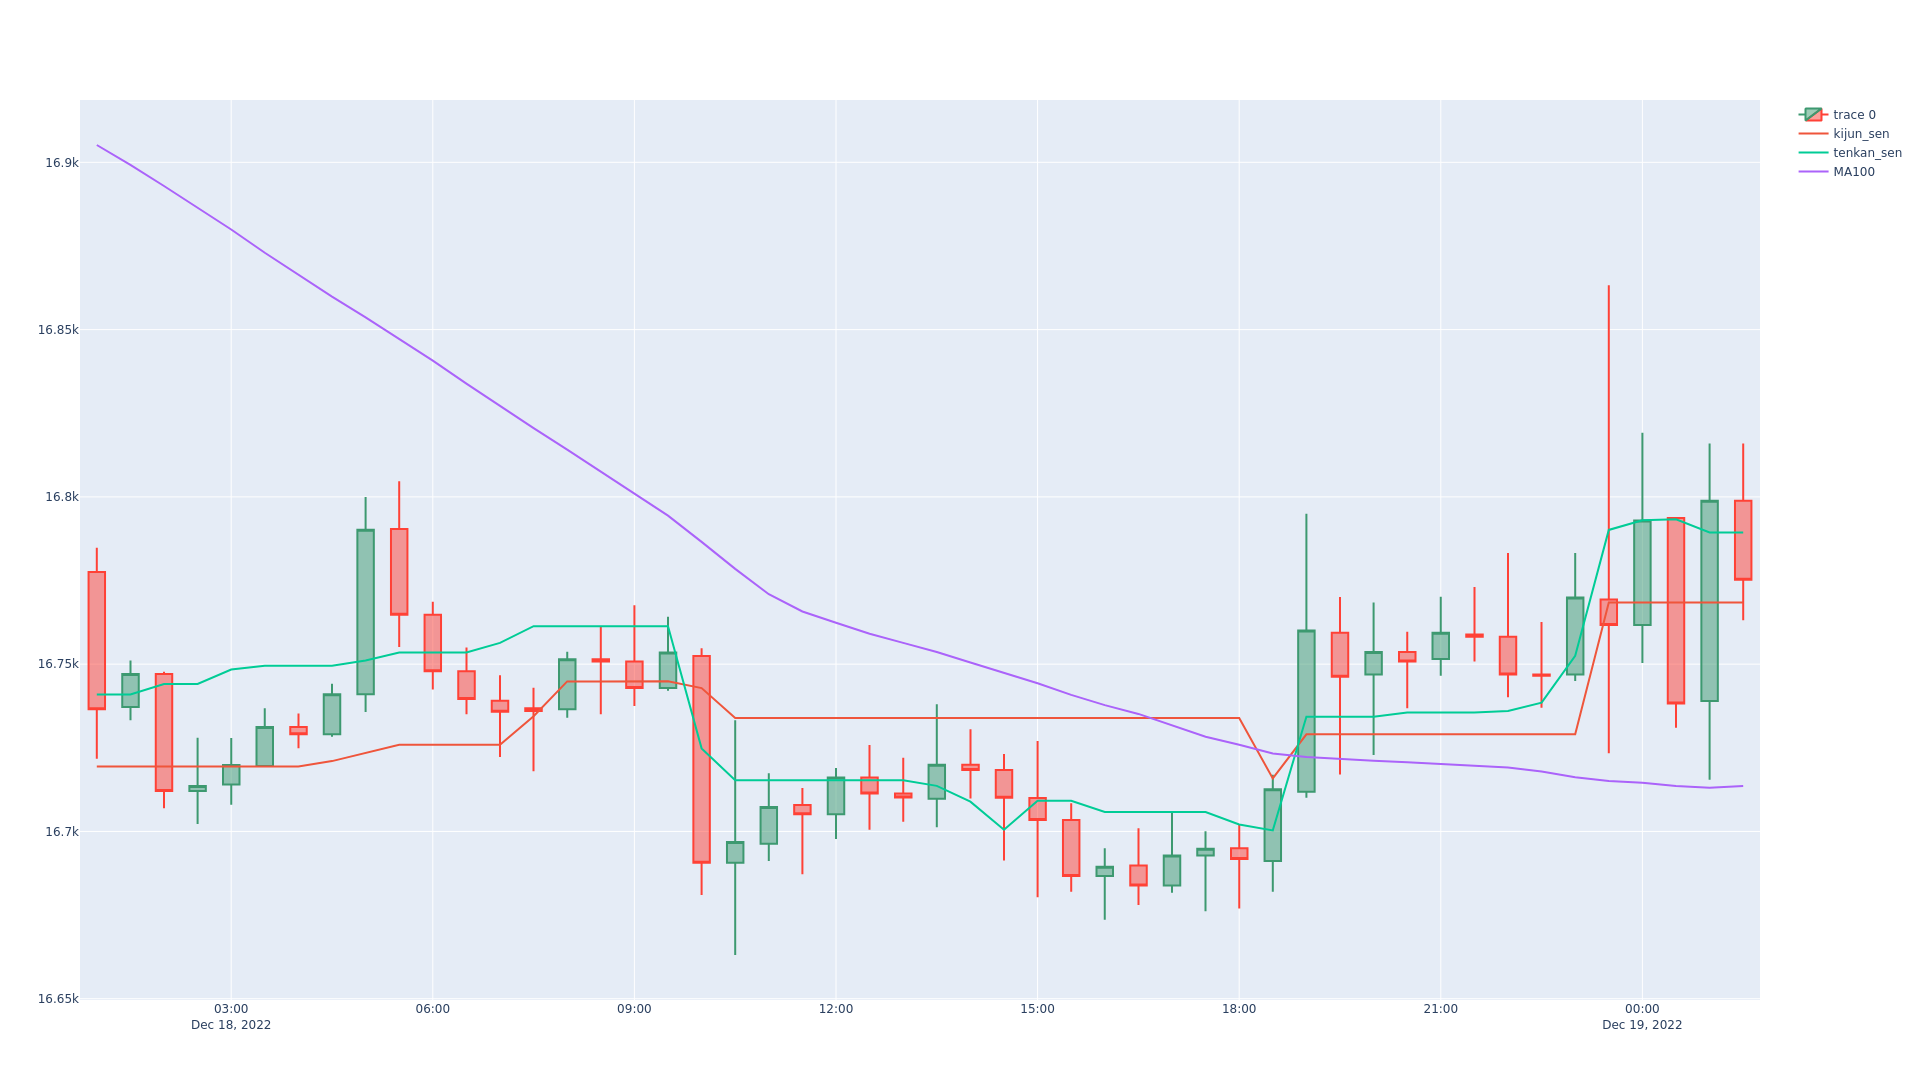 trace 0
kijun_sen
tenkan_sen
MA100
16.9k
16.85k
16.8k
16.75k
16.7k
16.65k
03:00 06:00 09:00 12:00 15:00 18:00 21:00 00:00
Dec 18, 2022 Dec 19, 2022